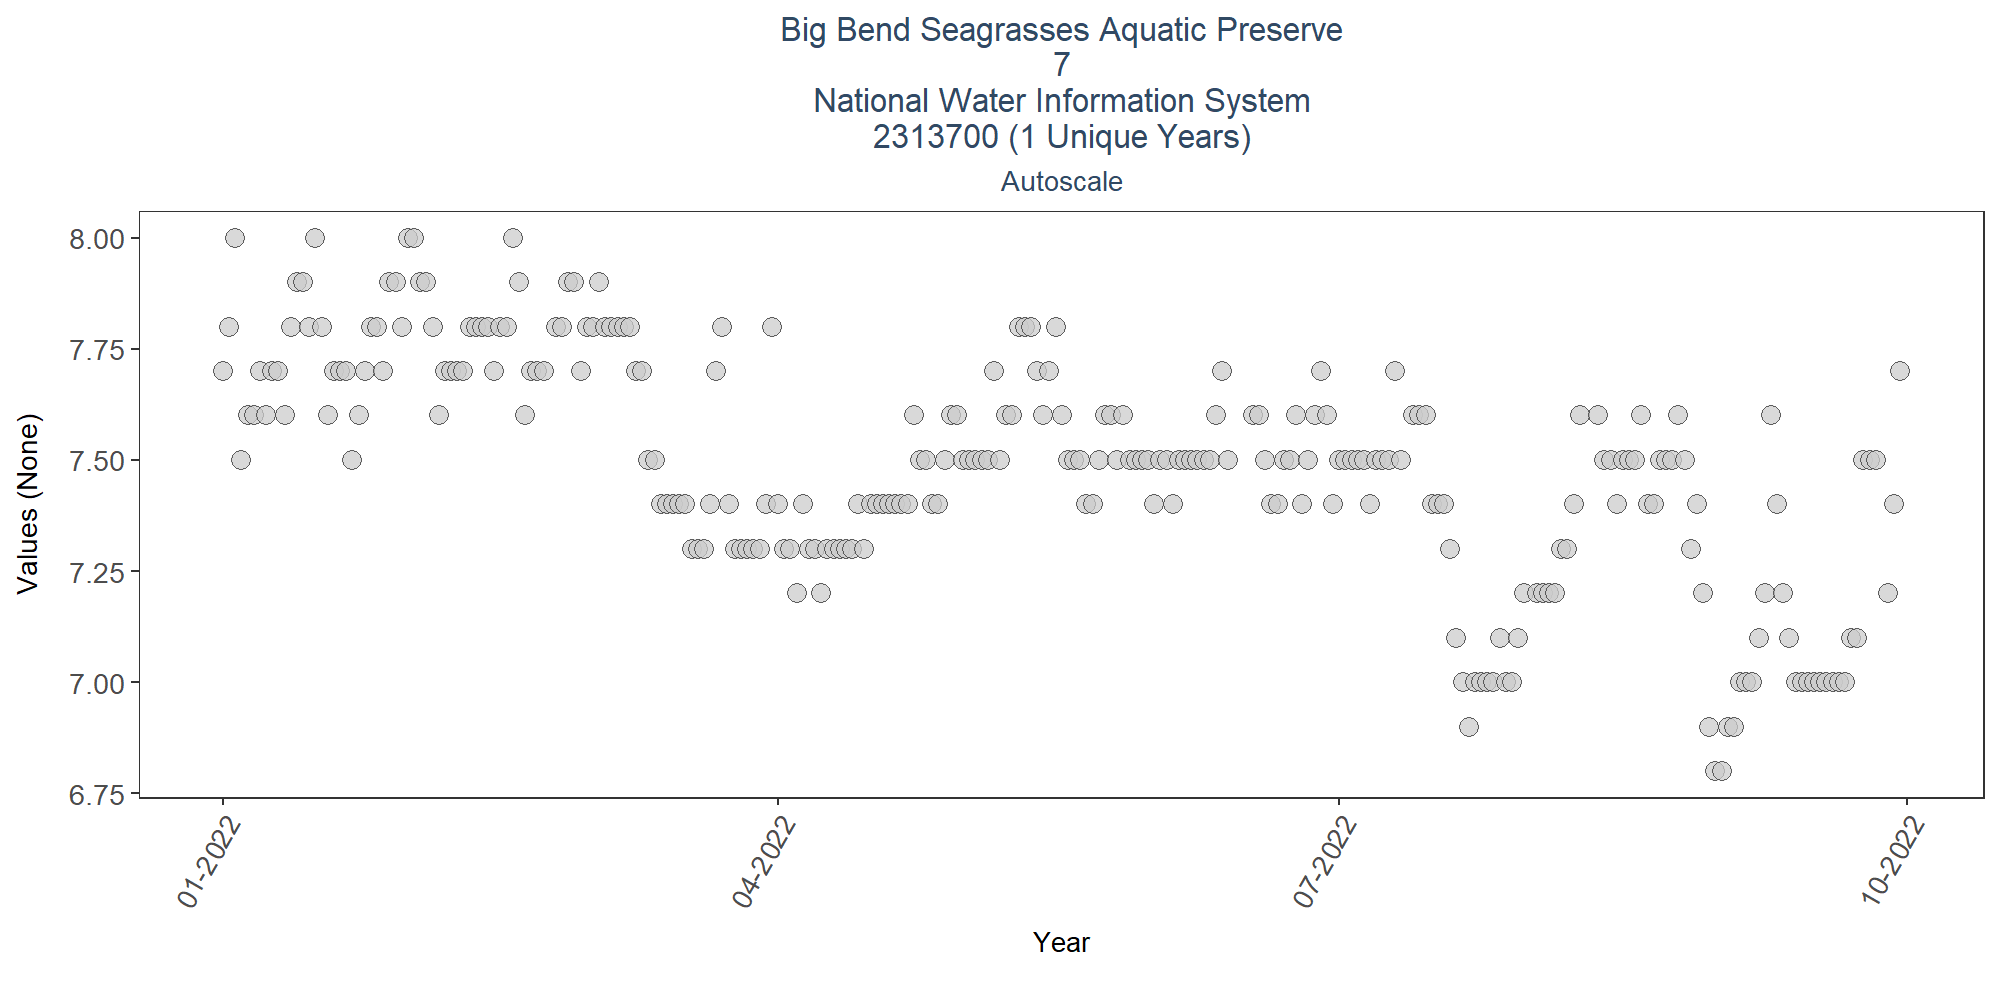 Big Bend Seagrasses Aquatic Preserve
7
National Water Information System
2313700 (1 Unique Years)
Autoscale
8.00
7.75
7.50
7.25
7.00
6.75
Values (None)
01-2022
04-2022
07-2022
10-2022
Year